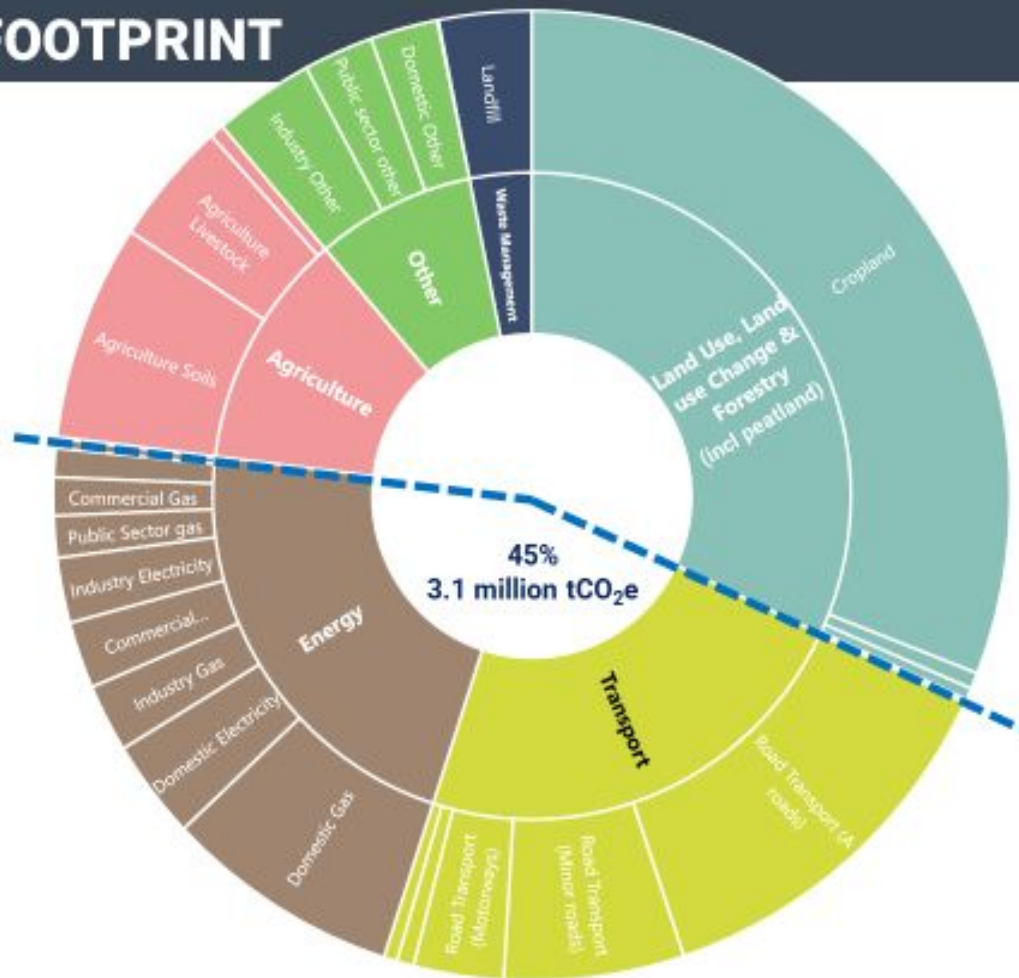 FOOTPRINT
Landfill
Domestic Other
Public sector other
Industry Other
Agriculture
Livestock
Agriculture Soils
Cropland
Waste Management
Other
Agriculture
Land Use, Land
use Change &
Forestry
(incl peatland)
45%
3.1 million tCO₂e
Energy
Transport
Commercial Gas
Public Sector gas
Industry Electricity
Commercial...
Industry Gas
Domestic Electricity
Domestic Gas
Road Transport
(Motorways)
Road Transport
(Minor roads)
Road Transport (A
roads)